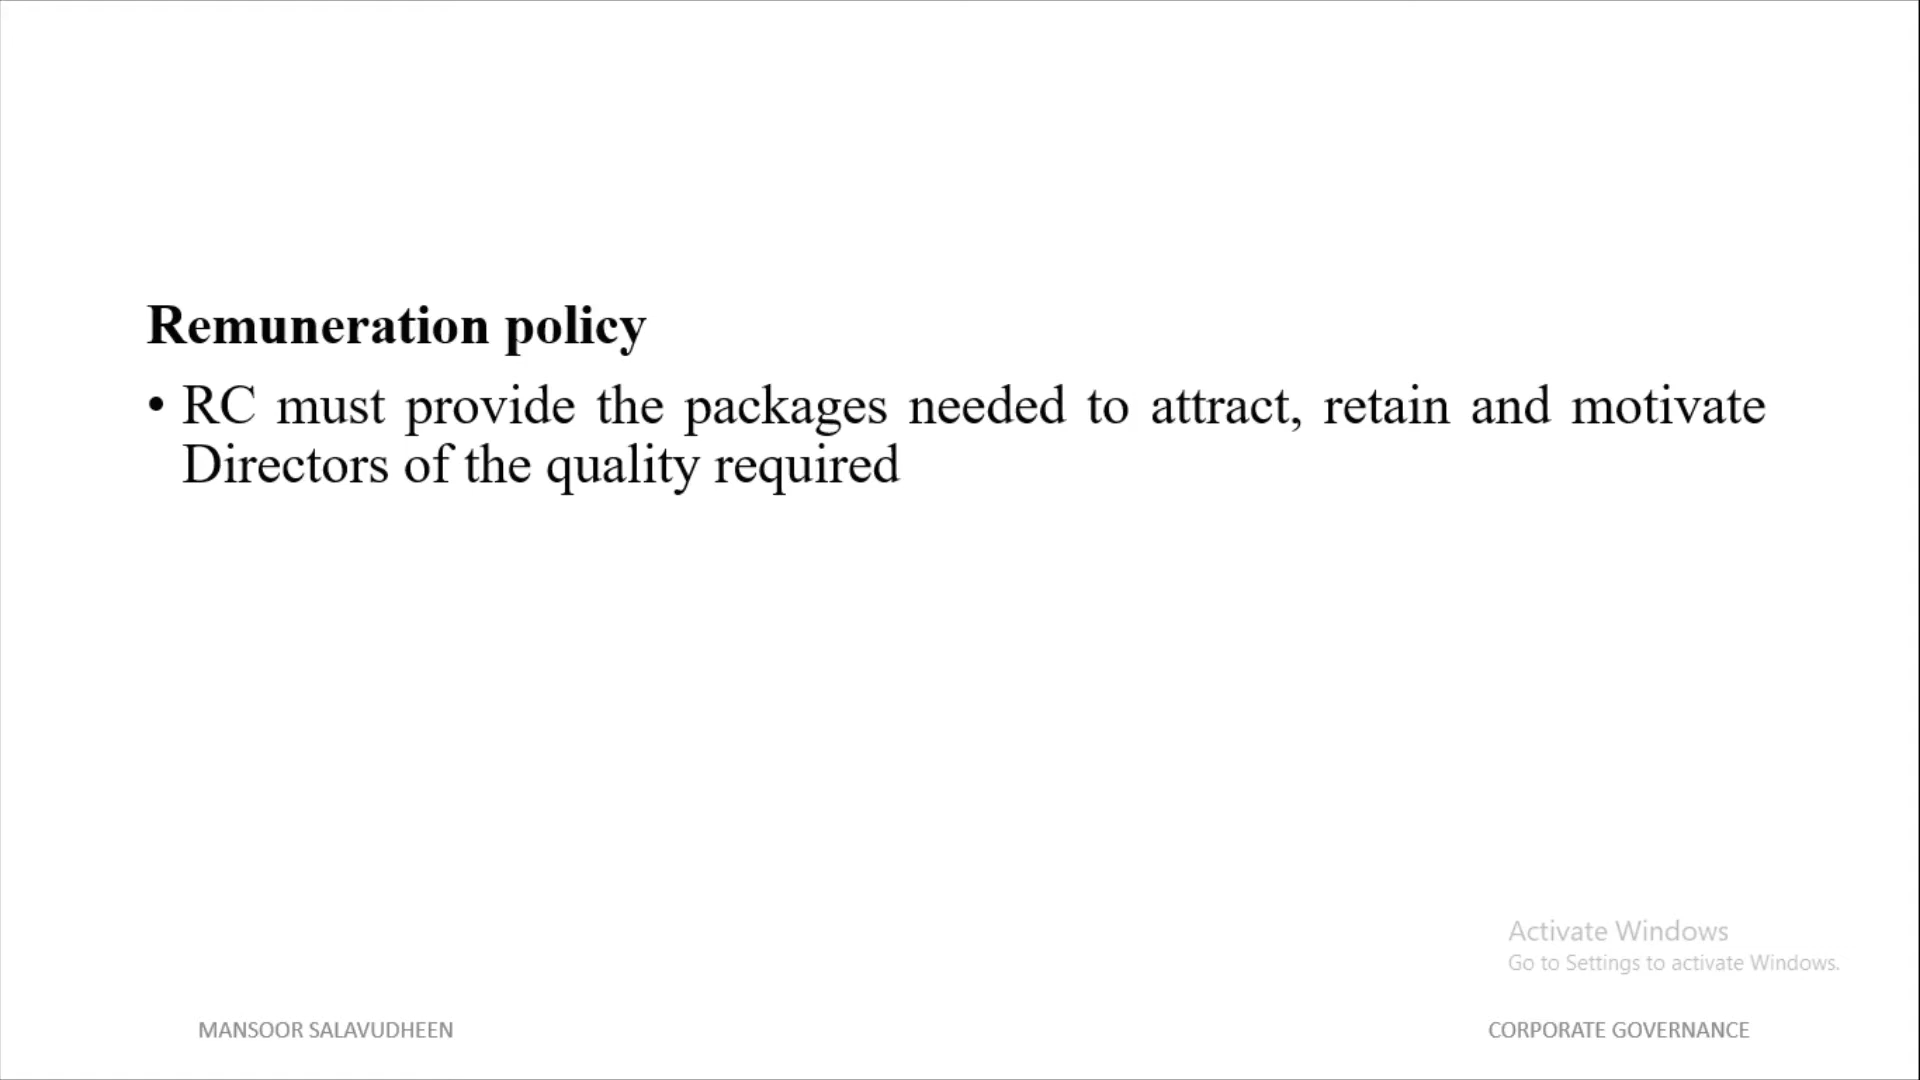 Remuneration policy
• RC must provide the packages needed to attract, retain and motivate
Directors of the quality required
Activate Windows
Go to Settings to activate Windows.
MANSOOR SALAVUDHEEN
CORPORATE GOVERNANCE